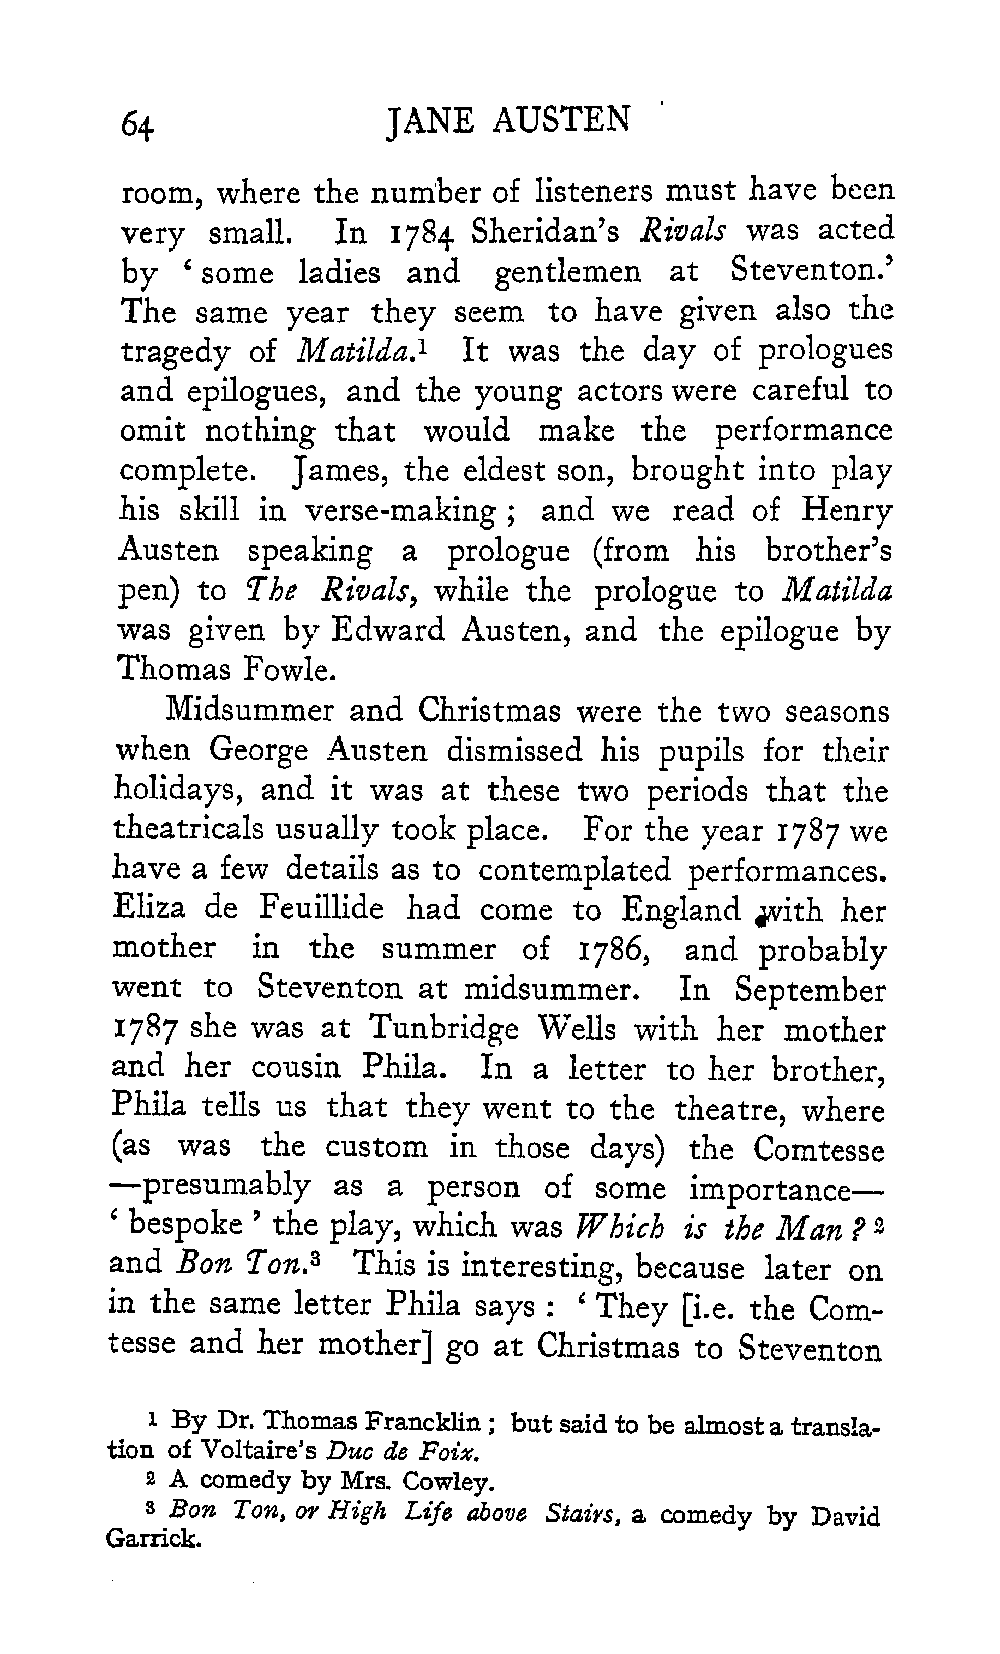 64 JANE AUSTEN
room, where the number of listeners must have been
very small. In 1784 Sheridan's Rivals was acted
by ‘ some ladies and gentlemen at Steventon.’
The same year they seem to have given also the
tragedy of Matilda.¹ It was the day of prologues
and epilogues, and the young actors were careful to
omit nothing that would make the performance
complete. James, the eldest son, brought into play
his skill in verse-making ; and we read of Henry
Austen speaking a prologue (from his brother's
pen) to The Rivals, while the prologue to Matilda
was given by Edward Austen, and the epilogue by
Thomas Fowle.
Midsummer and Christmas were the two seasons
when George Austen dismissed his pupils for their
holidays, and it was at these two periods that the
theatricals usually took place. For the year 1787 we
have a few details as to contemplated performances.
Eliza de Feuillide had come to England with her
mother in the summer of 1786, and probably
went to Steventon at midsummer. In September
1787 she was at Tunbridge Wells with her mother
and her cousin Phila. In a letter to her brother,
Phila tells us that they went to the theatre, where
(as was the custom in those days) the Comtesse
—presumably as a person of some importance—
‘ bespoke ’ the play, which was Which is the Man ? ²
and Bon Ton.³ This is interesting, because later on
in the same letter Phila says : ‘ They [i.e. the Com-
tesse and her mother] go at Christmas to Steventon
¹ By Dr. Thomas Francklin ; but said to be almost a transla-
tion of Voltaire's Duc de Foix.
² A comedy by Mrs. Cowley.
³ Bon Ton, or High Life above Stairs, a comedy by David
Garrick.